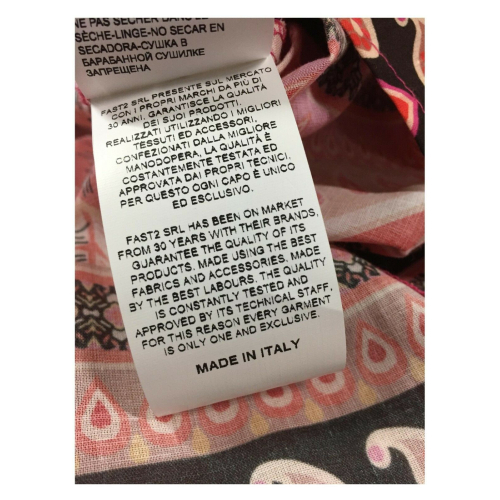 NE PAS SÉCHER DANS LE
SÈCHE-LINGE-NO SECAR EN
SECADORA-СУШКА В
БАРАБАННОЙ СУШИЛКЕ
ЗАПРЕЩЕНА
FAST2 SRL PRESENTE SUL MERCATO
CON I PROPRI MARCHI DA PIÙ DI
30 ANNI. GARANTISCE LA QUALITÀ
DEI SUOI PRODOTTI.
REALIZZATI UTILIZZANDO I MIGLIORI
TESSUTI ED ACCESSORI.
CONFEZIONATI DALLA MIGLIORE
MANODOPERA, LA QUALITÀ È
COSTANTEMENTE TESTATA ED
APPROVATA DAI PROPRI TECNICI.
PER QUESTO OGNI CAPO È UNICO
ED ESCLUSIVO.
FAST2 SRL HAS BEEN ON MARKET
FROM 30 YEARS WITH THEIR BRANDS,
GUARANTEE THE QUALITY OF ITS
PRODUCTS. MADE USING THE BEST
FABRICS AND ACCESSORIES. MADE
BY THE BEST LABOURS, THE QUALITY
IS CONSTANTLY TESTED AND
APPROVED BY ITS TECHNICAL STAFF,
FOR THIS REASON EVERY GARMENT
IS ONLY ONE AND EXCLUSIVE.
MADE IN ITALY